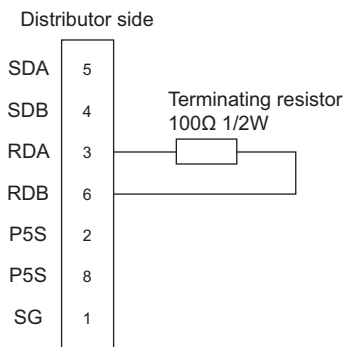 Distributor side
SDA 5
SDB 4
Terminating resistor
100Ω 1/2W
RDA 3
RDB 6
P5S 2
P5S 8
SG 1